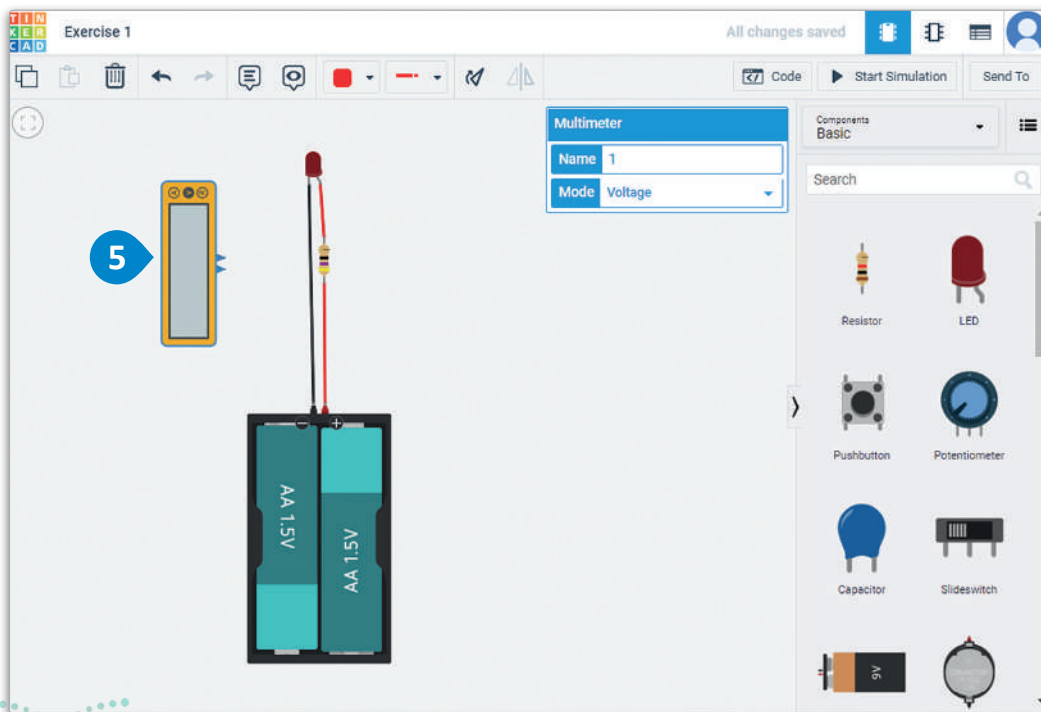 TIN
KER
CAD
Exercise 1
All changes saved
Code
Start Simulation
Send To
Multimeter
Name 1
Mode Voltage
Components
Basic
Search
5
Resistor
LED
Pushbutton
Potentiometer
Capacitor
Slideswitch
AA 1.5V
AA 1.5V
9V